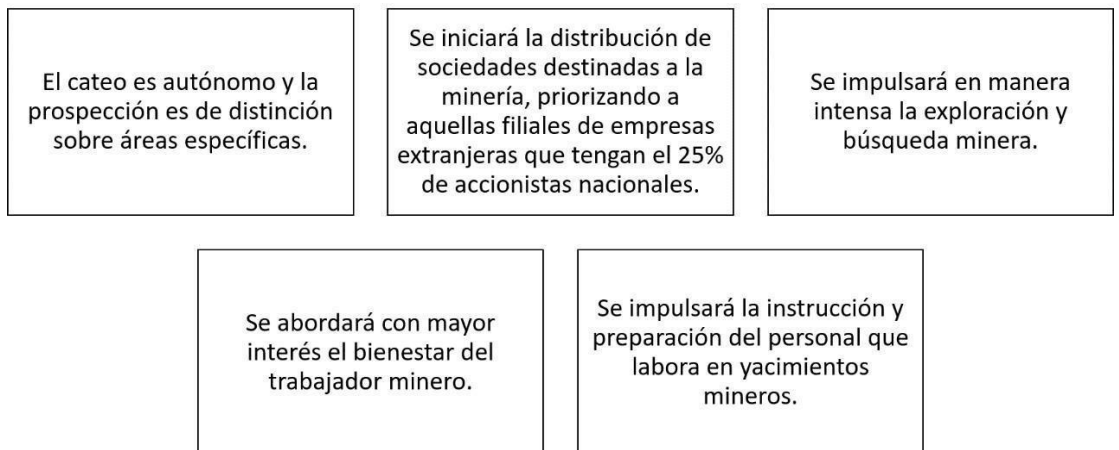 El cateo es autónomo y la
prospección es de distinción
sobre áreas específicas.
Se iniciará la distribución de
sociedades destinadas a la
minería, priorizando a
aquellas filiales de empresas
extranjeras que tengan el 25%
de accionistas nacionales.
Se impulsará en manera
intensa la exploración y
búsqueda minera.
Se abordará con mayor
interés el bienestar del
trabajador minero.
Se impulsará la instrucción y
preparación del personal que
labora en yacimientos
mineros.